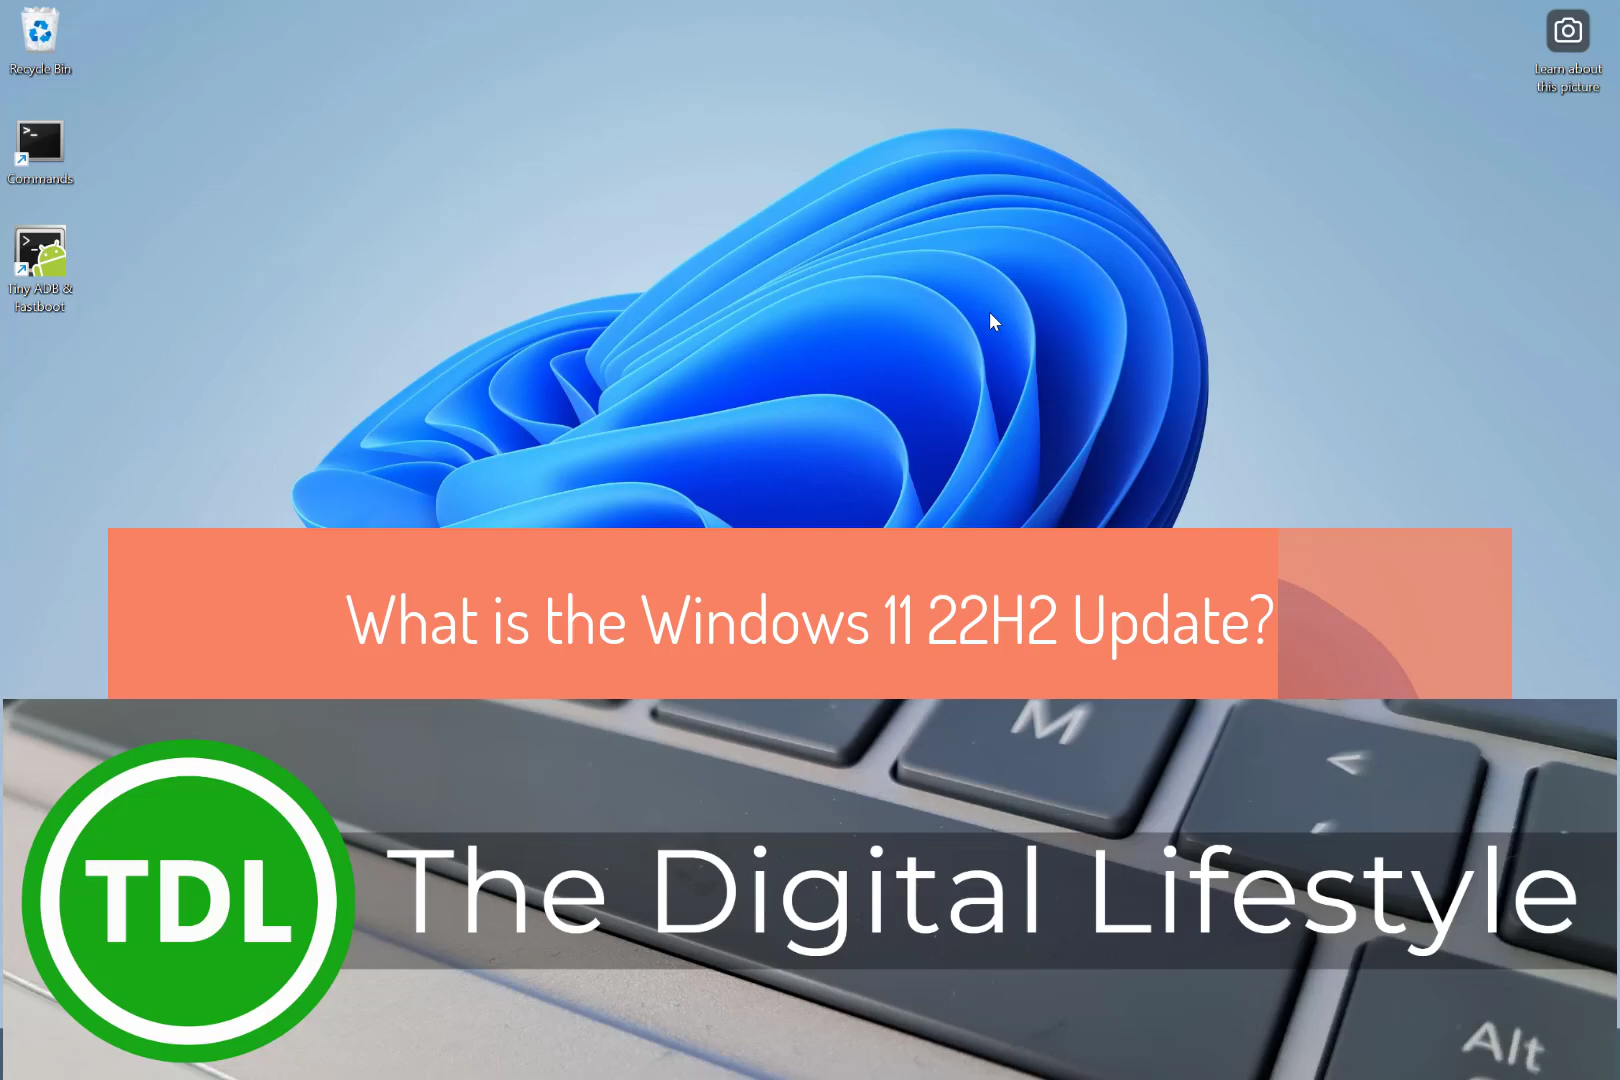 Recycle Bin
Learn about
this picture
Commands
Tiny ADB &
Fastboot
What is the Windows 11 22H2 Update?
M
<
,
TDL
The Digital Lifestyle
Alt